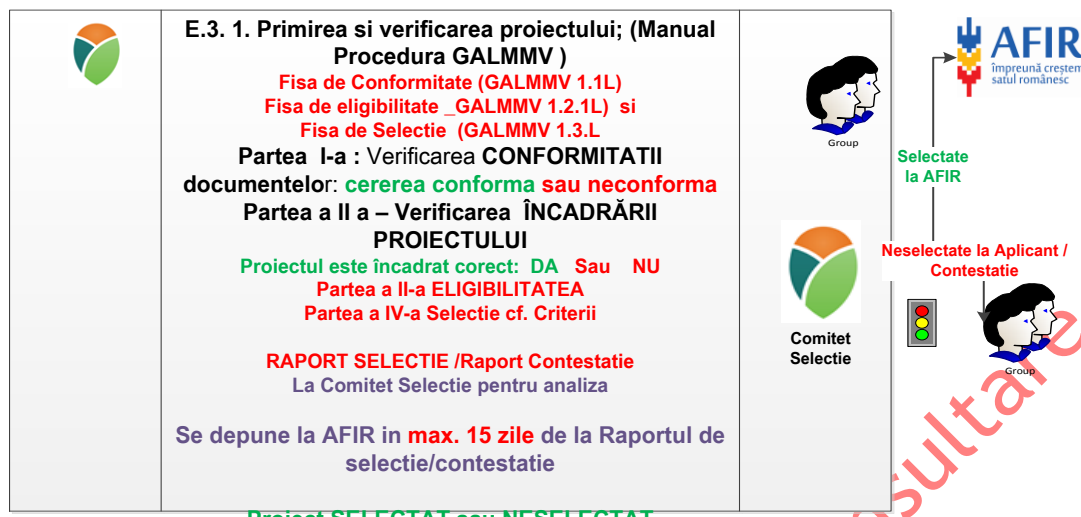 E.3. 1. Primirea si verificarea proiectului; (Manual
Procedura GALMMV )
Fisa de Conformitate (GALMMV 1.1L)
Fisa de eligibilitate _GALMMV 1.2.1L) si
Fisa de Selectie (GALMMV 1.3.L
Partea I-a : Verificarea CONFORMITATII
documentelor: cererea conforma sau neconforma
Partea a II a – Verificarea ÎNCADRĂRII
PROIECTULUI
Proiectul este încadrat corect: DA Sau NU
Partea a II-a ELIGIBILITATEA
Partea a IV-a Selectie cf. Criterii
RAPORT SELECTIE /Raport Contestatie
La Comitet Selectie pentru analiza
Se depune la AFIR in max. 15 zile de la Raportul de
selectie/contestatie
Proiect SELECTAT sau NESELECTAT
Group
Comitet
Selectie
AFIR
împreună creștem
satul românesc
Selectate
la AFIR
Neselectate la Aplicant /
Contestatie
Group
sultare